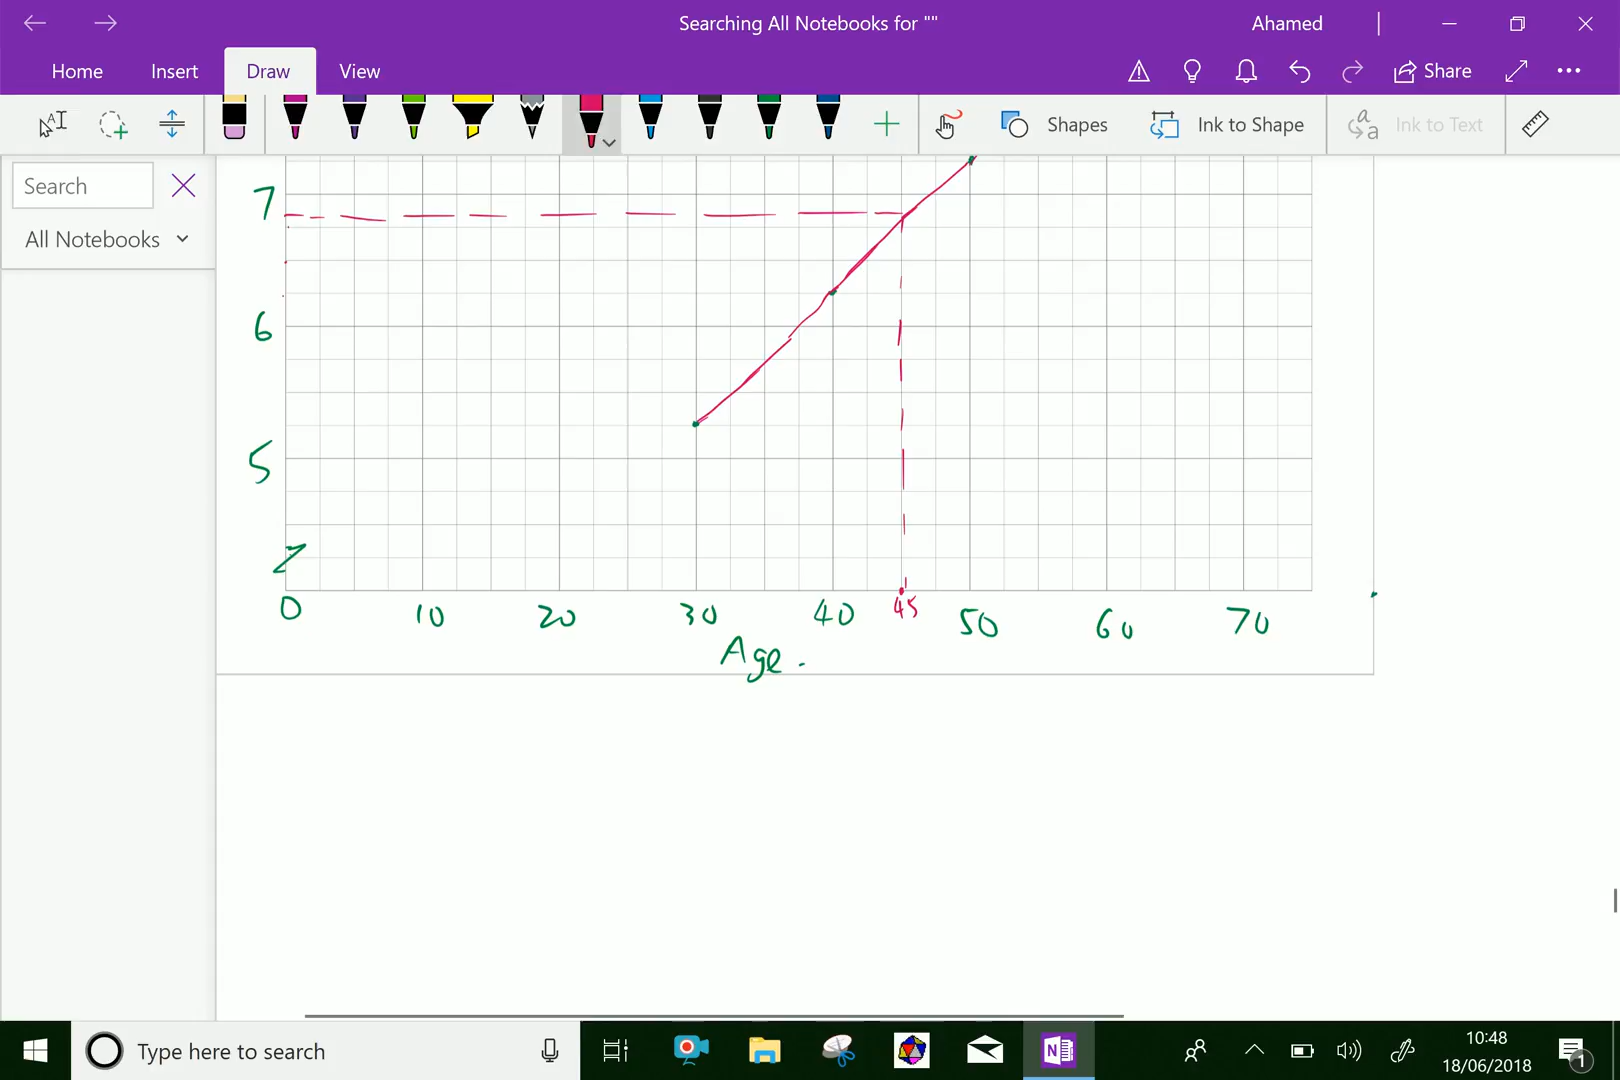 Searching All Notebooks for ""
Ahamed
Home
Insert
Draw
View
Share
Shapes
Ink to Shape
Ink to Text
Search
All Notebooks
7
6
5
0
10
20
30
40
45
50
60
70
Age.
Type here to search
10:48
18/06/2018
1